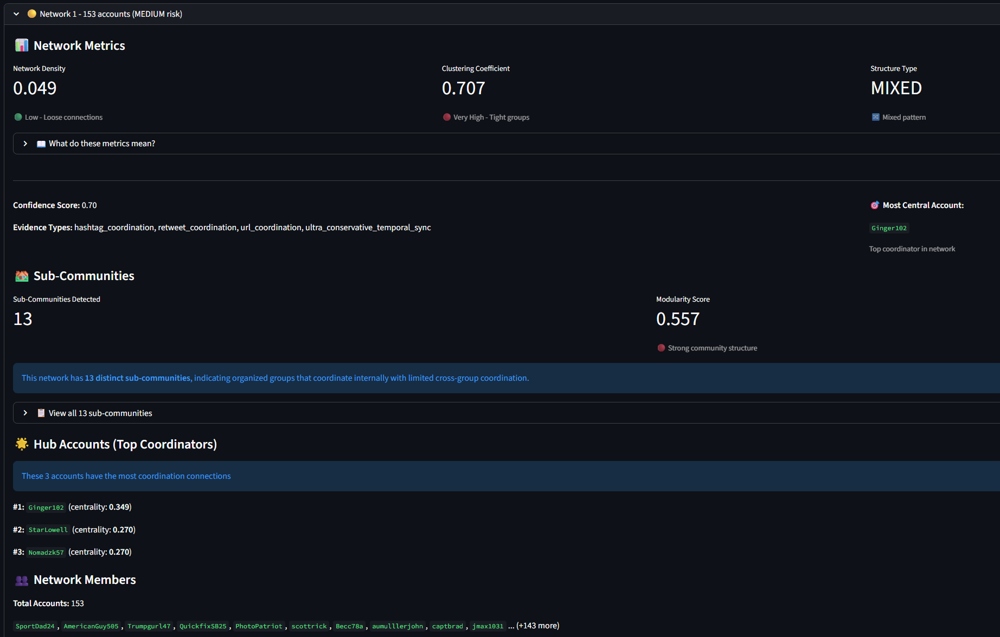 Network 1 - 153 accounts (MEDIUM risk)
Network Metrics
Network Density
0.049
Low - Loose connections
Clustering Coefficient
0.707
Very High - Tight groups
Structure Type
MIXED
Mixed pattern
What do these metrics mean?
Confidence Score: 0.70
Evidence Types: hashtag_coordination, retweet_coordination, url_coordination, ultra_conservative_temporal_sync
Most Central Account:
Ginger102
Top coordinator in network
Sub-Communities
Sub-Communities Detected
13
Modularity Score
0.557
Strong community structure
This network has 13 distinct sub-communities, indicating organized groups that coordinate internally with limited cross-group coordination.
View all 13 sub-communities
Hub Accounts (Top Coordinators)
These 3 accounts have the most coordination connections
#1: Ginger102 (centrality: 0.349)
#2: StarLowell (centrality: 0.270)
#3: Nomadzk57 (centrality: 0.270)
Network Members
Total Accounts: 153
SportDad24 , AmericanGuy505 , Trumpgurl47 , QuickfixSB25 , PhotoPatriot , scottrick , Becc78a , aumulllerjohn , captbrad , jmax1031 ... (+143 more)